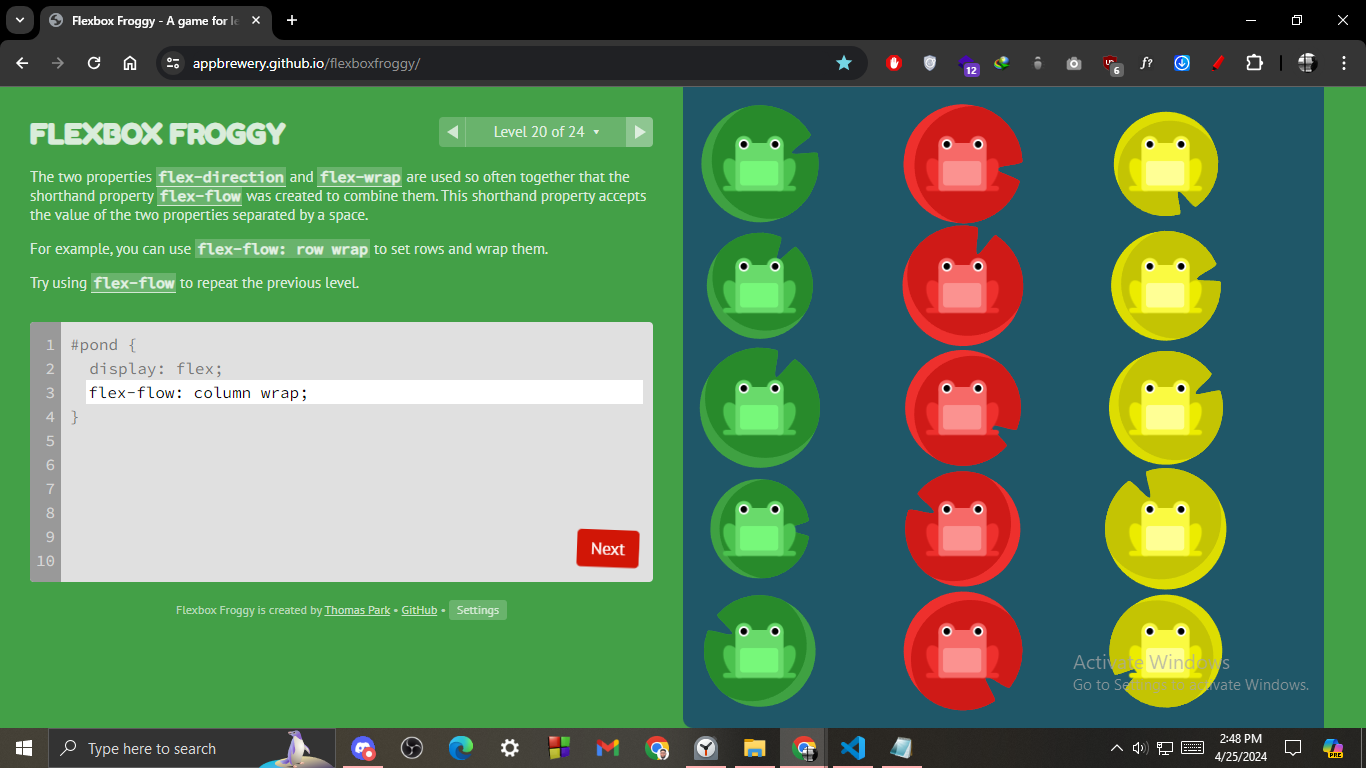 Flexbox Froggy - A game for le
appbrewery.github.io/flexboxfroggy/
12
6
f?
FLEXBOX FROGGY
Level 20 of 24
The two properties flex-direction and flex-wrap are used so often together that the
shorthand property flex-flow was created to combine them. This shorthand property accepts
the value of the two properties separated by a space.
For example, you can use flex-flow: row wrap to set rows and wrap them.
Try using flex-flow to repeat the previous level.
1 #pond {
2 display: flex;
3 flex-flow: column wrap;
4 }
5
6
7
8
9
10
Next
Flexbox Froggy is created by Thomas Park • GitHub • Settings
Activate Windows
Go to Settings to activate Windows.
Type here to search
2:48 PM
4/25/2024
PRE